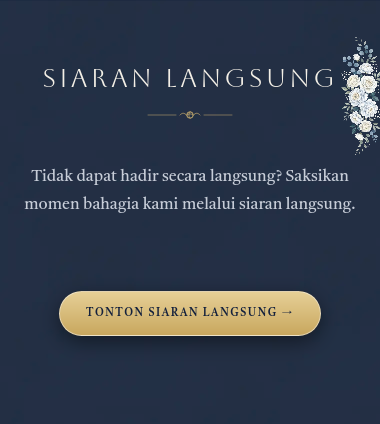 SIARAN LANGSUNG
Tidak dapat hadir secara langsung? Saksikan
momen bahagia kami melalui siaran langsung.
TONTON SIARAN LANGSUNG →